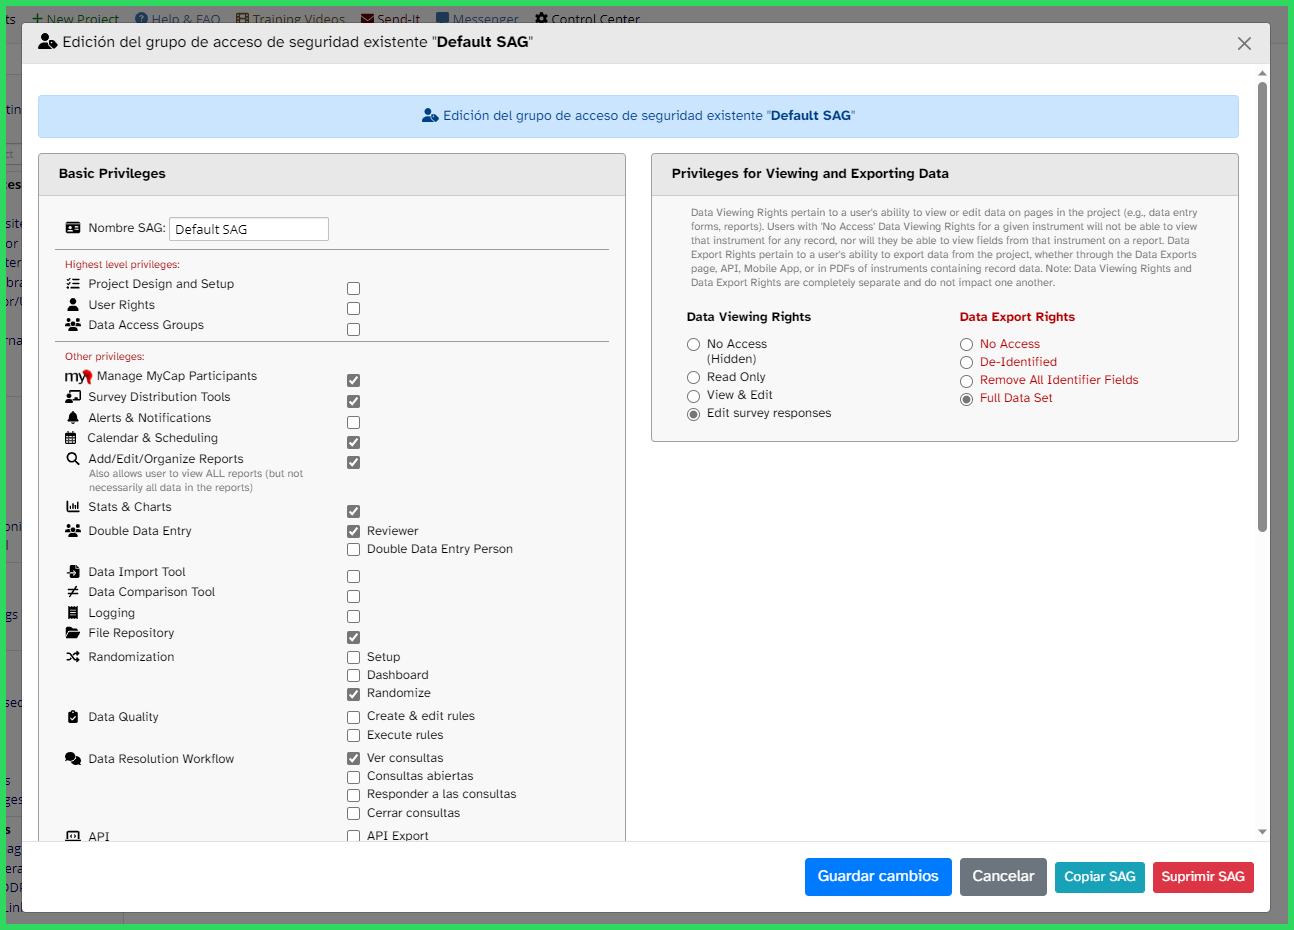 New Project
Help & FAQ
Training Videos
Send-It
Messenger
Control Center
Edición del grupo de acceso de seguridad existente "Default SAG"
Edición del grupo de acceso de seguridad existente "Default SAG"
Basic Privileges
Nombre SAG: Default SAG
Highest level privileges:
Project Design and Setup
User Rights
Data Access Groups
Other privileges:
my Manage MyCap Participants
Survey Distribution Tools
Alerts & Notifications
Calendar & Scheduling
Add/Edit/Organize Reports
Also allows user to view ALL reports (but not
necessarily all data in the reports)
Stats & Charts
Double Data Entry
Reviewer
Double Data Entry Person
Data Import Tool
Data Comparison Tool
Logging
File Repository
Randomization
Setup
Dashboard
Randomize
Data Quality
Create & edit rules
Execute rules
Data Resolution Workflow
Ver consultas
Consultas abiertas
Responder a las consultas
Cerrar consultas
API
API Export
Privileges for Viewing and Exporting Data
Data Viewing Rights pertain to a user's ability to view or edit data on pages in the project (e.g., data entry
forms, reports). Users with 'No Access' Data Viewing Rights for a given instrument will not be able to view
that instrument for any record, nor will they be able to view fields from that instrument on a report. Data
Export Rights pertain to a user's ability to export data from the project, whether through the Data Exports
page, API, Mobile App, or in PDFs of instruments containing record data. Note: Data Viewing Rights and
Data Export Rights are completely separate and do not impact one another.
Data Viewing Rights
No Access
(Hidden)
Read Only
View & Edit
Edit survey responses
Data Export Rights
No Access
De-Identified
Remove All Identifier Fields
Full Data Set
Guardar cambios
Cancelar
Copiar SAG
Suprimir SAG